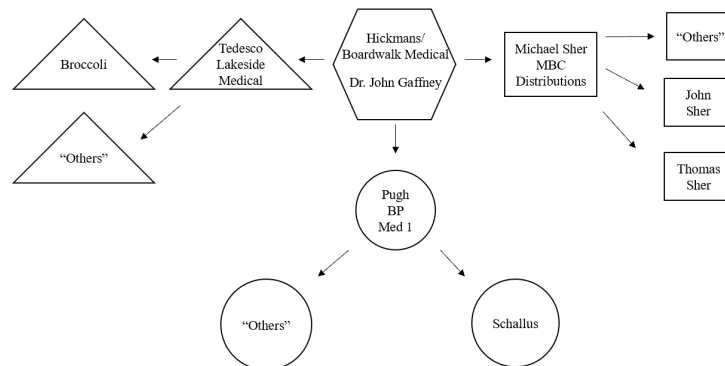 Broccoli
Tedesco
Lakeside
Medical
Hickmans/
Boardwalk Medical
Dr. John Gaffney
Michael Sher
MBC
Distributions
“Others”
John
Sher
Thomas
Sher
“Others”
Pugh
BP
Med 1
“Others”
Schallus